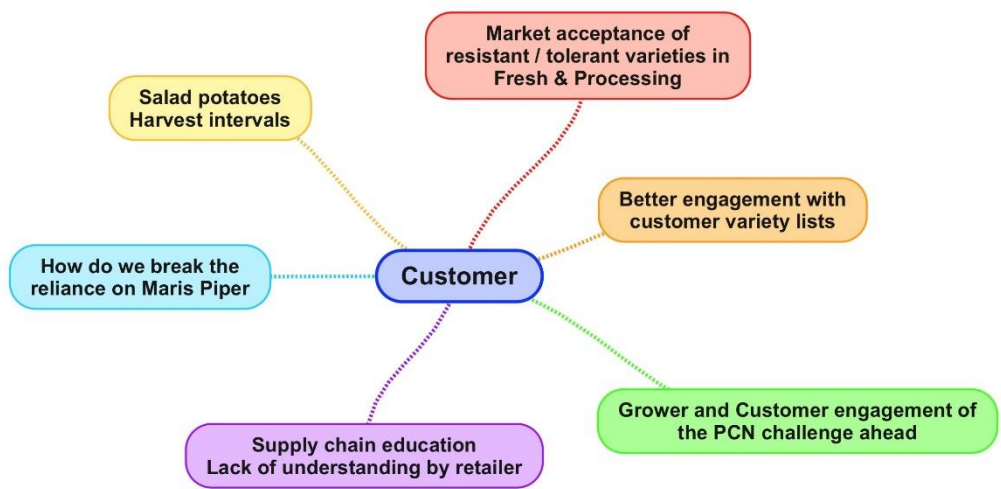 Market acceptance of
resistant / tolerant varieties in
Fresh & Processing
Salad potatoes
Harvest intervals
Better engagement with
customer variety lists
How do we break the
reliance on Maris Piper
Customer
Grower and Customer engagement of
the PCN challenge ahead
Supply chain education
Lack of understanding by retailer